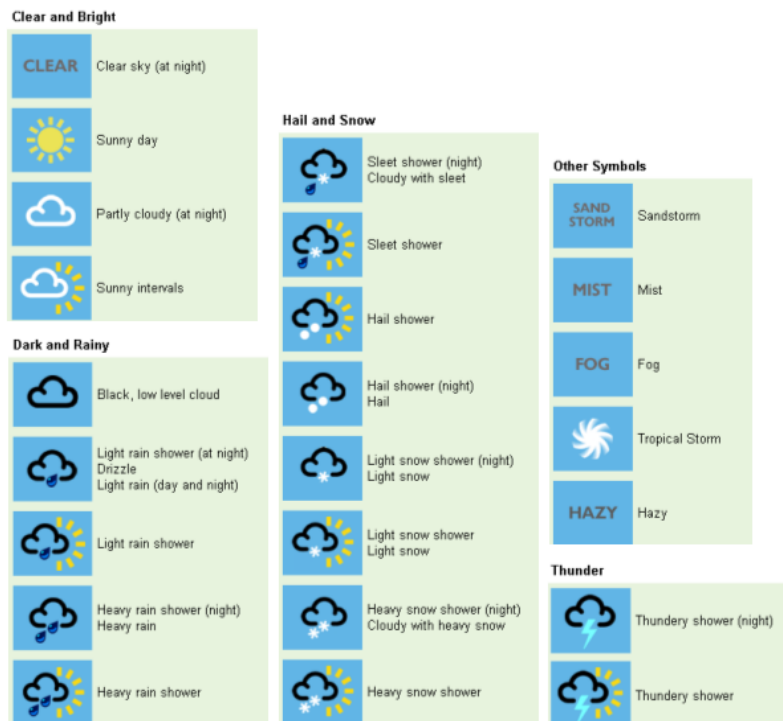 Clear and Bright
CLEAR
Clear sky (at night)
Sunny day
Partly cloudy (at night)
Sunny intervals
Dark and Rainy
Black, low level cloud
Light rain shower (at night)
Drizzle
Light rain (day and night)
Light rain shower
Heavy rain shower (night)
Heavy rain
Heavy rain shower
Hail and Snow
Sleet shower (night)
Cloudy with sleet
Sleet shower
Hail shower
Hail shower (night)
Hail
Light snow shower (night)
Light snow
Light snow shower
Light snow
Heavy snow shower (night)
Cloudy with heavy snow
Heavy snow shower
Other Symbols
SAND
STORM
Sandstorm
MIST
Mist
FOG
Fog
Tropical Storm
HAZY
Hazy
Thunder
Thundery shower (night)
Thundery shower